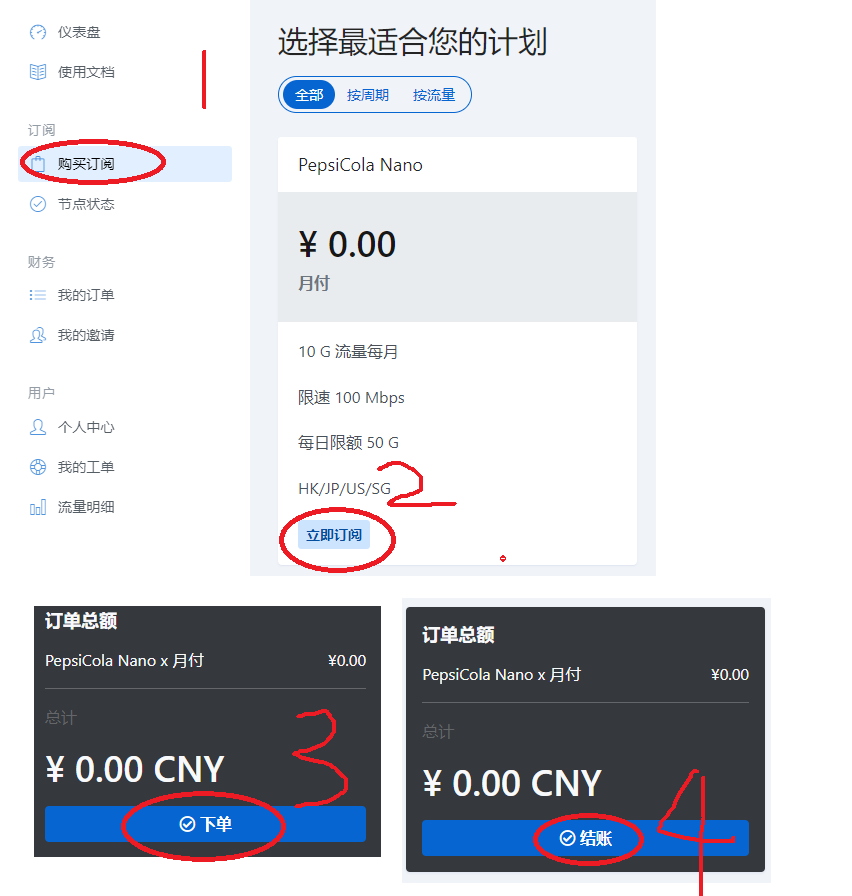 仪表盘
使用文档
1
订阅
购买订阅
节点状态
财务
我的订单
我的邀请
用户
个人中心
我的工单
流量明细
选择最适合您的计划
全部 按周期 按流量
PepsiCola Nano
¥ 0.00
月付
10 G 流量每月
限速 100 Mbps
每日限额 50 G
HK/JP/US/SG
2
立即订阅
订单总额
PepsiCola Nano x 月付 ¥0.00
总计
¥ 0.00 CNY
3
下单
订单总额
PepsiCola Nano x 月付 ¥0.00
总计
¥ 0.00 CNY
4
结账